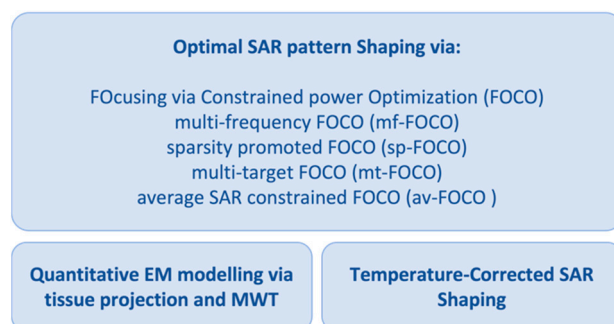 Optimal SAR pattern Shaping via:
FOcusing via Constrained power Optimization (FOCO)
multi-frequency FOCO (mf-FOCO)
sparsity promoted FOCO (sp-FOCO)
multi-target FOCO (mt-FOCO)
average SAR constrained FOCO (av-FOCO )
Quantitative EM modelling via
tissue projection and MWT
Temperature-Corrected SAR
Shaping